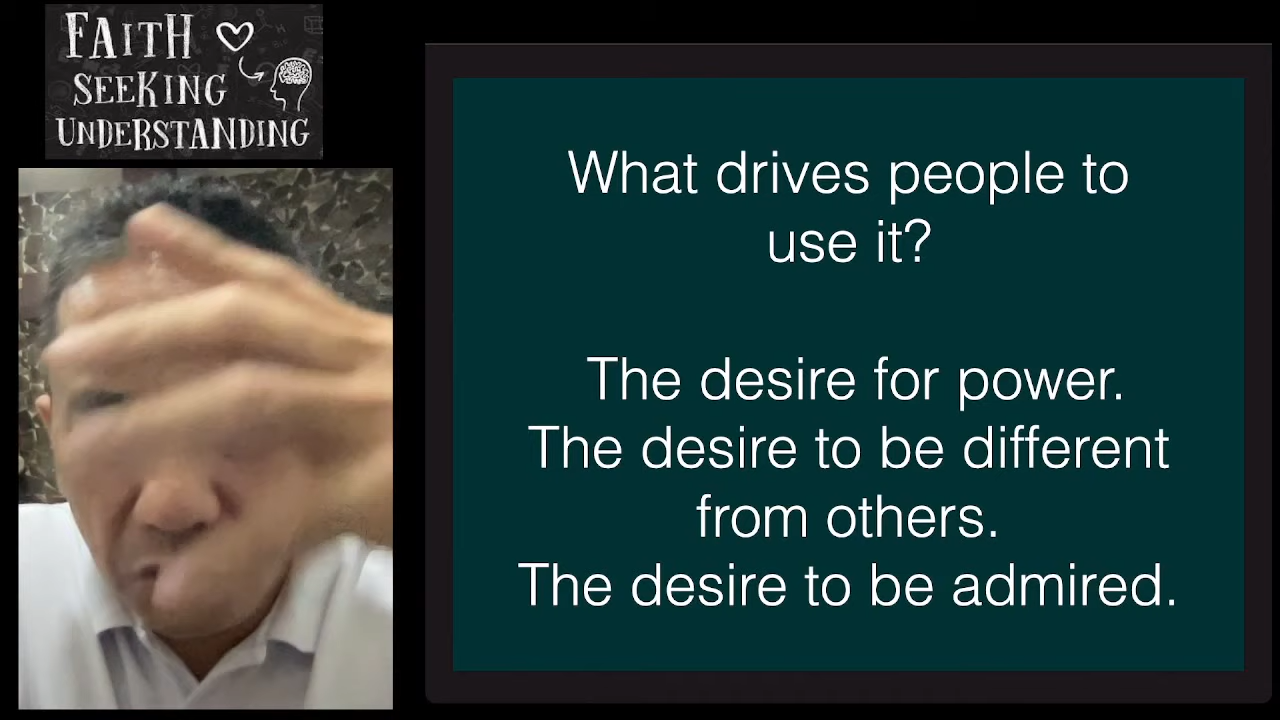 FAITH
SEEKING
UNDERSTANDING
What drives people to
use it?
The desire for power.
The desire to be different
from others.
The desire to be admired.